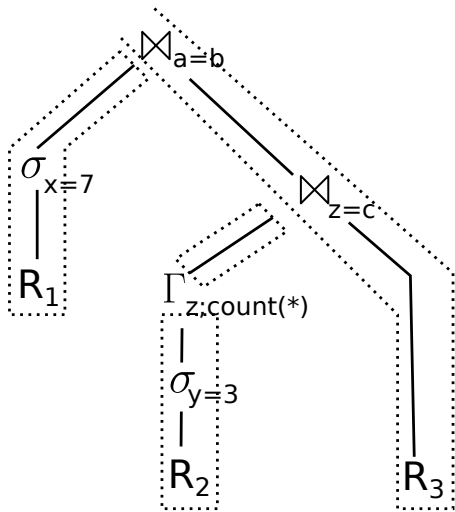 ⋈a=b
σx=7
⋈z=c
R1
Γz;count(*)
σy=3
R2
R3